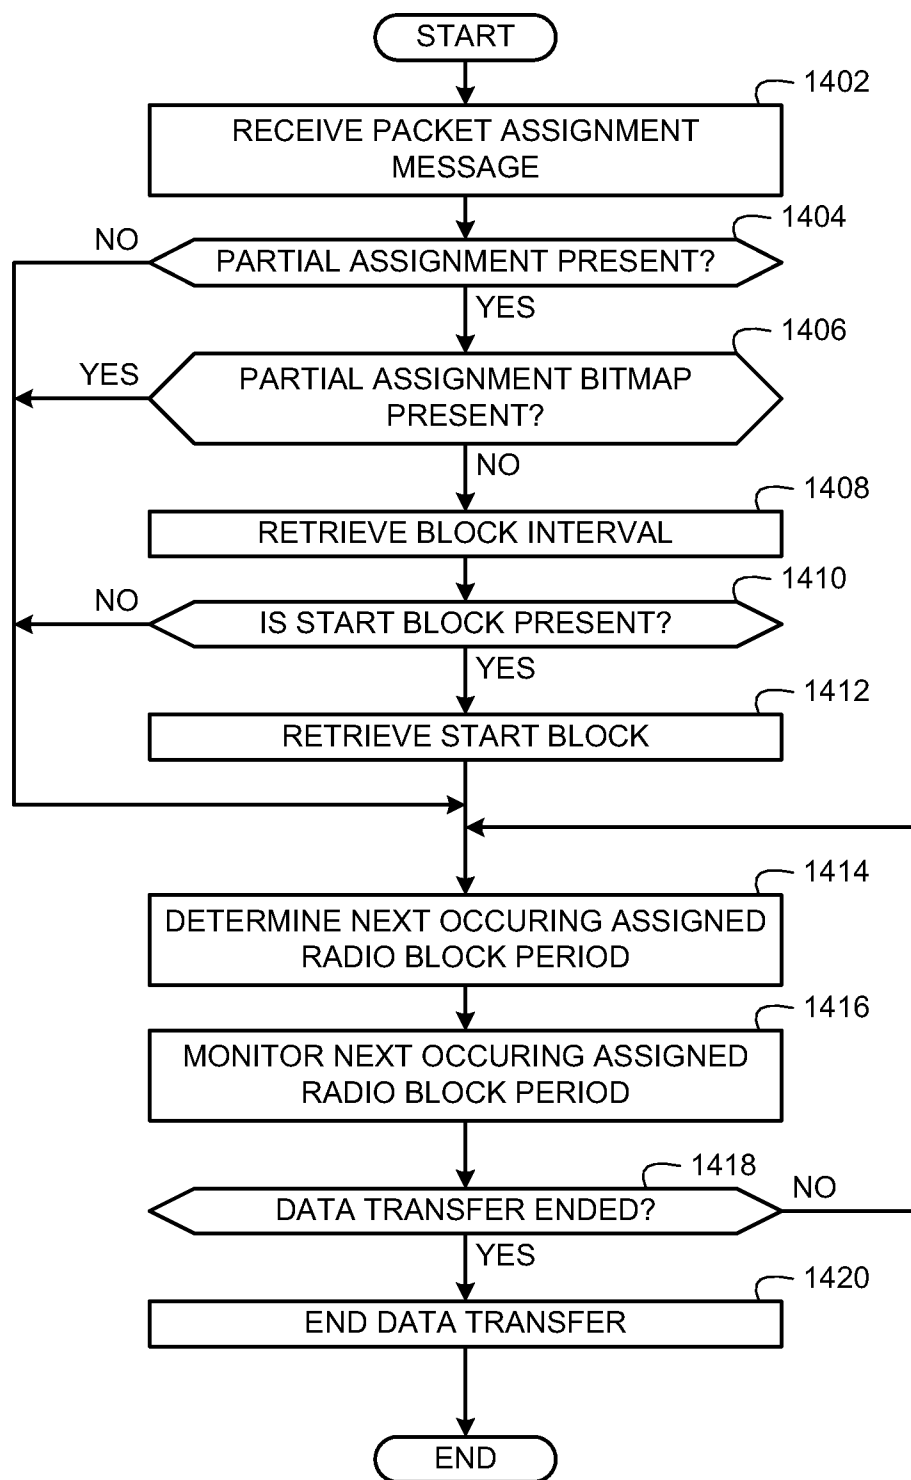 START
1402
RECEIVE PACKET ASSIGNMENT
MESSAGE
1404
NO
PARTIAL ASSIGNMENT PRESENT?
YES
1406
YES
PARTIAL ASSIGNMENT BITMAP
PRESENT?
NO
1408
RETRIEVE BLOCK INTERVAL
1410
NO
IS START BLOCK PRESENT?
YES
1412
RETRIEVE START BLOCK
1414
DETERMINE NEXT OCCURING ASSIGNED
RADIO BLOCK PERIOD
1416
MONITOR NEXT OCCURING ASSIGNED
RADIO BLOCK PERIOD
1418
DATA TRANSFER ENDED?
NO
YES
1420
END DATA TRANSFER
END